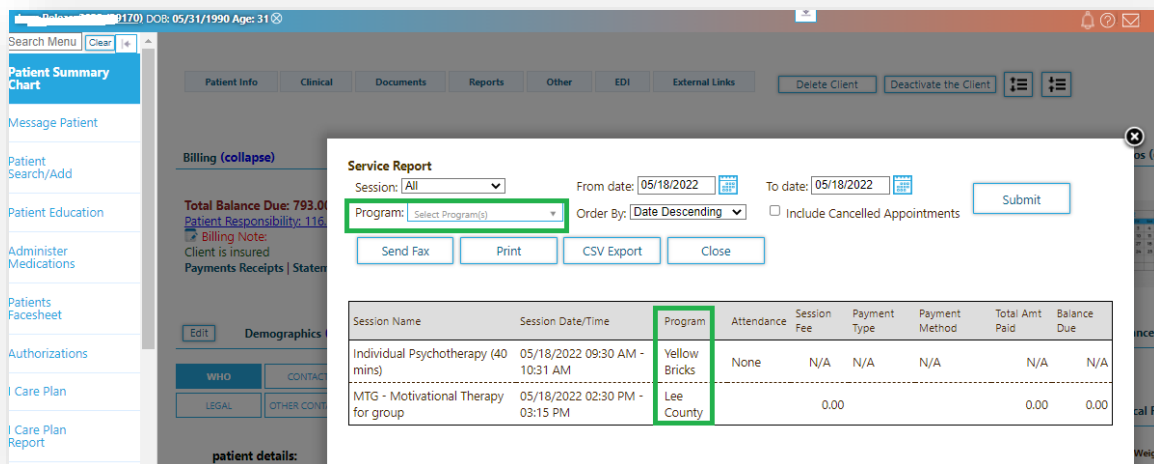 0170) DOB: 05/31/1990 Age: 31
Search Menu Clear
Patient Summary
Chart
Message Patient
Patient
Search/Add
Patient Education
Administer
Medications
Patients
Facesheet
Authorizations
I Care Plan
I Care Plan
Report
Patient Info Clinical Documents Reports Other EDI External Links Delete Client Deactivate the Client
Billing (collapse)
Total Balance Due: 793.00
Patient Responsibility: 116.
Billing Note:
Client is insured
Payments Receipts | Statem
Edit Demographics (
WHO CONTAC
LEGAL OTHER CONT
patient details:
Service Report
Session: All From date: 05/18/2022 To date: 05/18/2022 Submit
Program: Select Program(s) Order By: Date Descending Include Cancelled Appointments
Send Fax Print CSV Export Close
Session Name Session Date/Time Program Attendance Session Fee Payment Type Payment Method Total Amt Paid Balance Due
Individual Psychotherapy (40 05/18/2022 09:30 AM - Yellow None N/A N/A N/A N/A N/A
mins) 10:31 AM Bricks
MTG - Motivational Therapy 05/18/2022 02:30 PM - Lee 0.00 0.00 0.00
for group 03:15 PM County
os (
nce
cal F
Weig